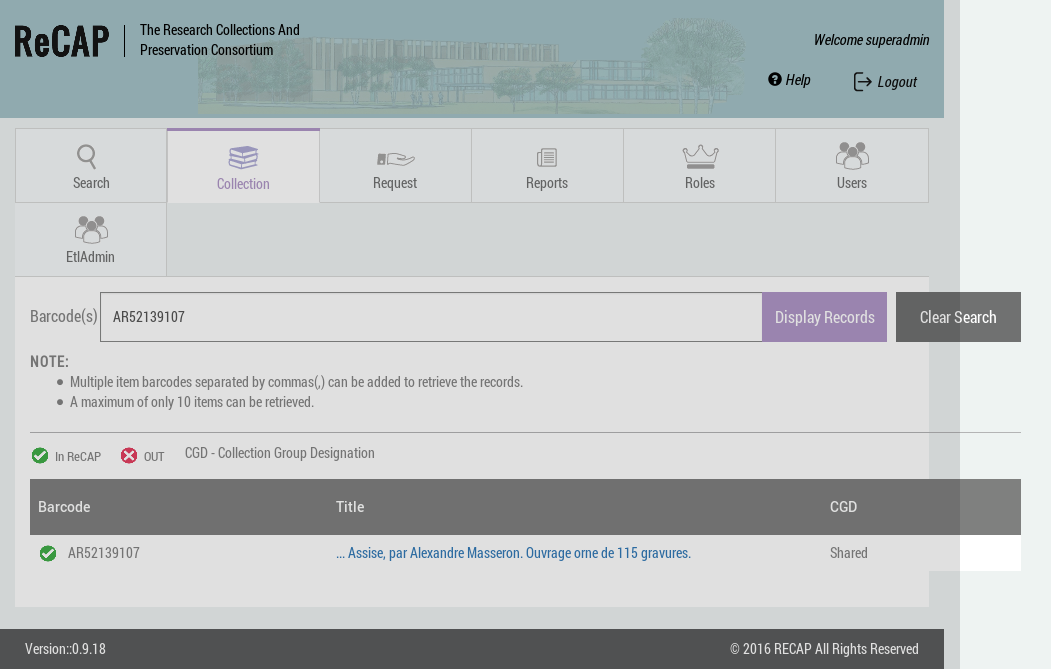 ReCAP
The Research Collections And
Preservation Consortium
Welcome superadmin
Help
Logout
Search
Collection
Request
Reports
Roles
Users
EtlAdmin
Barcode(s) AR52139107 Display Records Clear Search
NOTE:
Multiple item barcodes separated by commas(,) can be added to retrieve the records.
A maximum of only 10 items can be retrieved.
In ReCAP OUT CGD - Collection Group Designation
Barcode Title CGD
AR52139107 ... Assise, par Alexandre Masseron. Ouvrage orne de 115 gravures. Shared
Version::0.9.18 © 2016 RECAP All Rights Reserved